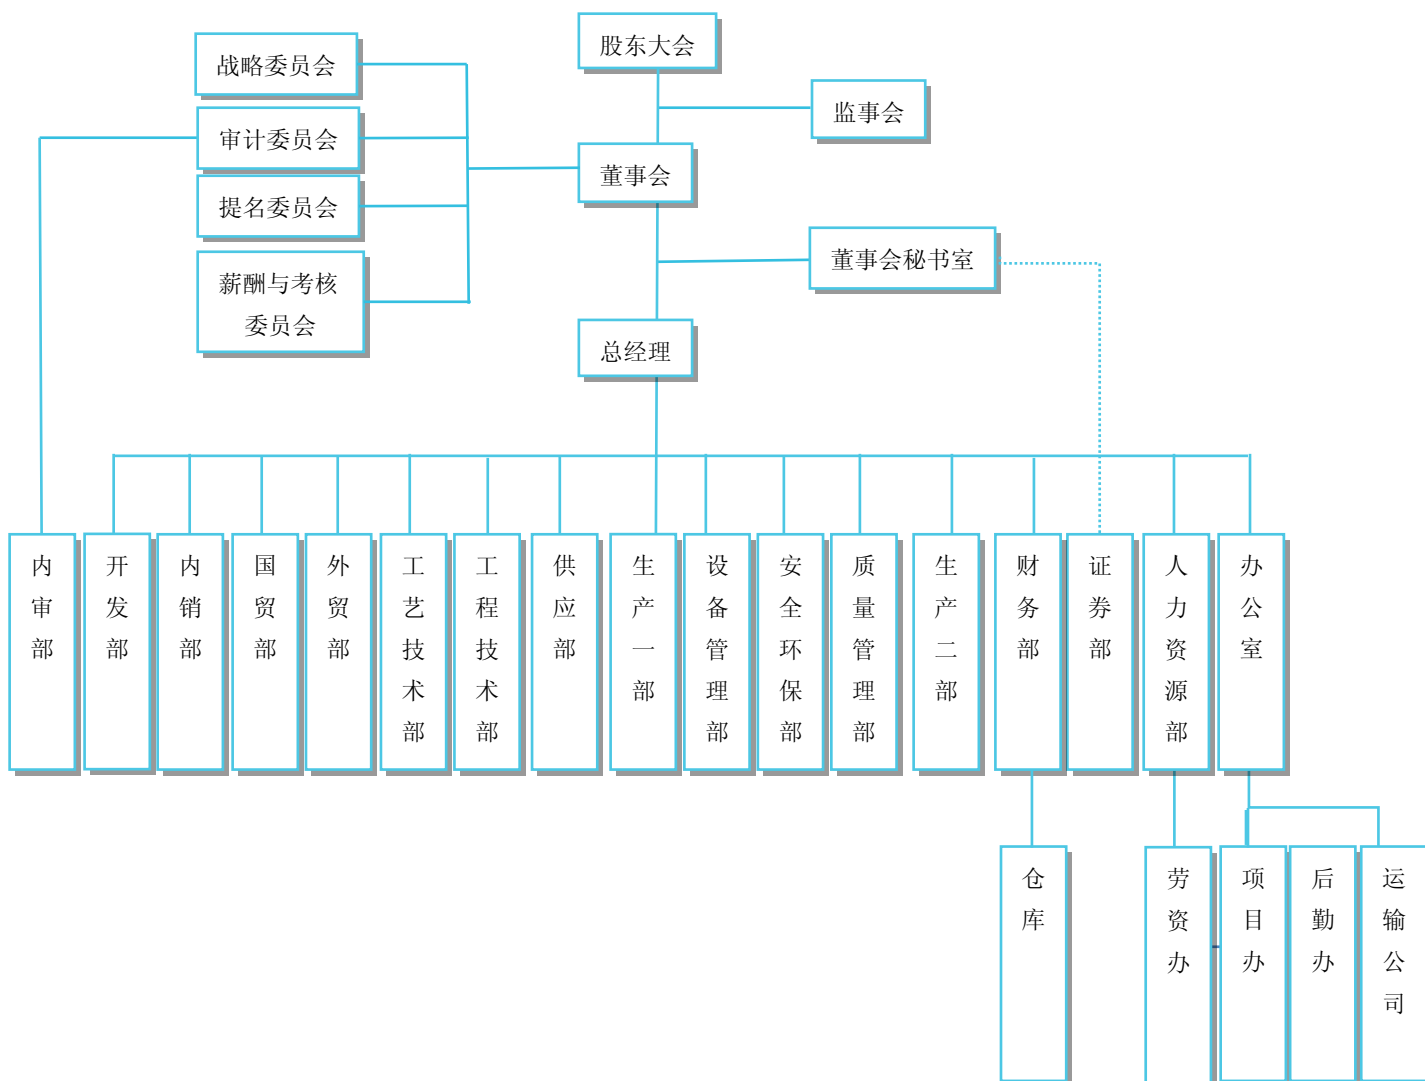 股东大会
战略委员会
监事会
审计委员会
董事会
提名委员会
董事会秘书室
薪酬与考核
委员会
总经理
内审部
开发部
内销部
国贸部
外贸部
工艺技术部
工程技术部
供应部
生产一部
设备管理部
安全环保部
质量管理部
生产二部
财务部
证券部
人力资源部
办公室
仓库
劳资办
项目办
后勤办
运输公司